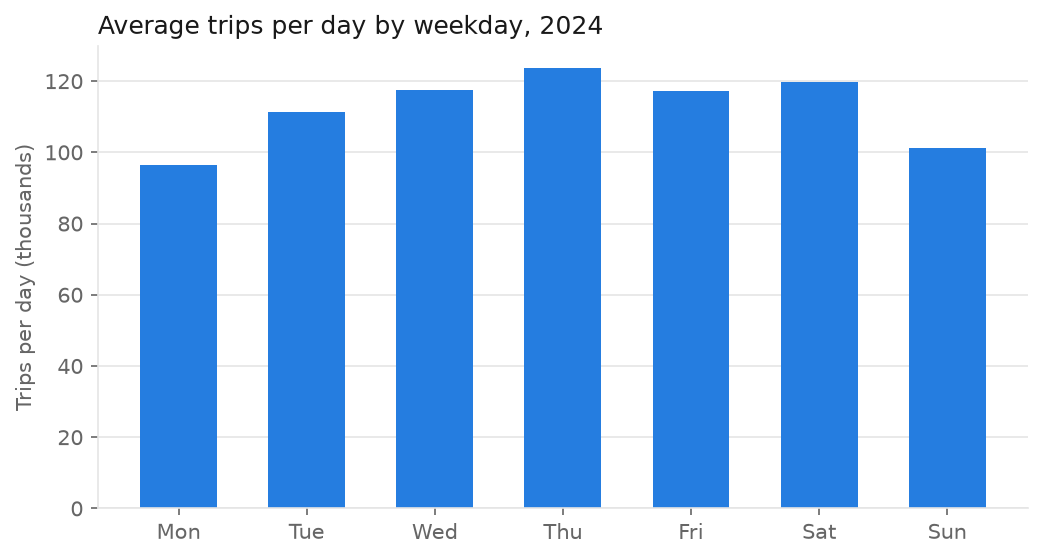 Average trips per day by weekday, 2024
Trips per day (thousands)
120
100
80
60
40
20
0
Mon Tue Wed Thu Fri Sat Sun